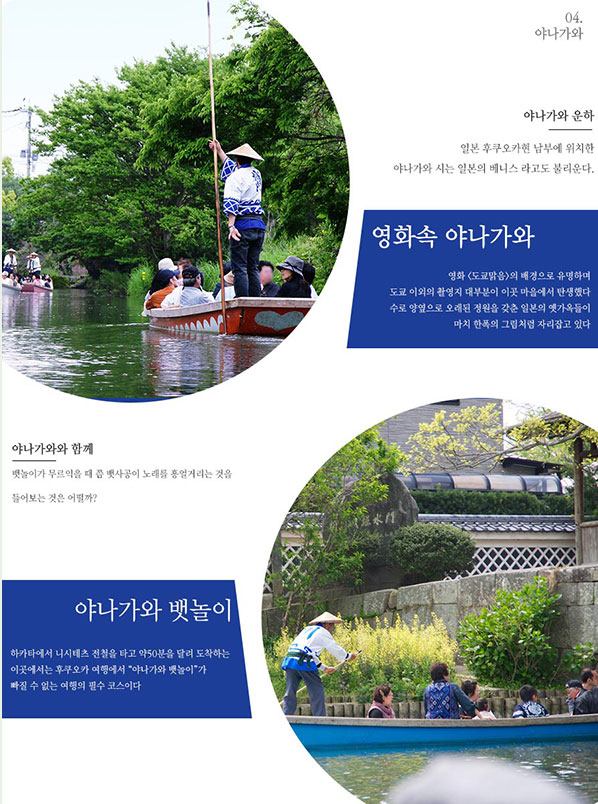 04.
야나가와
야나가와 운하
일본 후쿠오카현 남부에 위치한
야나가와 시는 일본의 베니스 라고도 불리운다.
영화속 야나가와
영화 <도쿄맑음>의 배경으로 유명하며
도쿄 이외의 촬영지 대부분이 이곳 마을에서 탄생했다
수로 양옆으로 오래된 정원을 갖춘 일본의 옛가옥들이
마치 한폭의 그림처럼 자리잡고 있다
야나가와와 함께
뱃놀이가 무르익을 때 쯤 뱃사공이 노래를 흥얼거리는 것을
들어보는 것은 어떨까?
야나가와 뱃놀이
하카타에서 니시테츠 전철을 타고 약50분을 달려 도착하는
이곳에서는 후쿠오카 여행에서 "야나가와 뱃놀이"가
빠질 수 없는 여행의 필수 코스이다